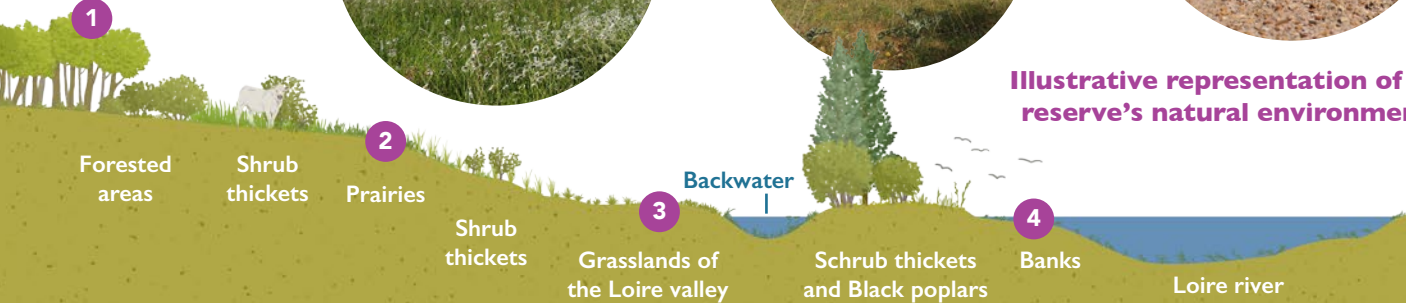 1
Illustrative representation of
reserve's natural environme
2
Forested
areas
Shrub
thickets
Prairies
Backwater
3
4
Shrub
thickets
Grasslands of
the Loire valley
Schrub thickets
and Black poplars
Banks
Loire river